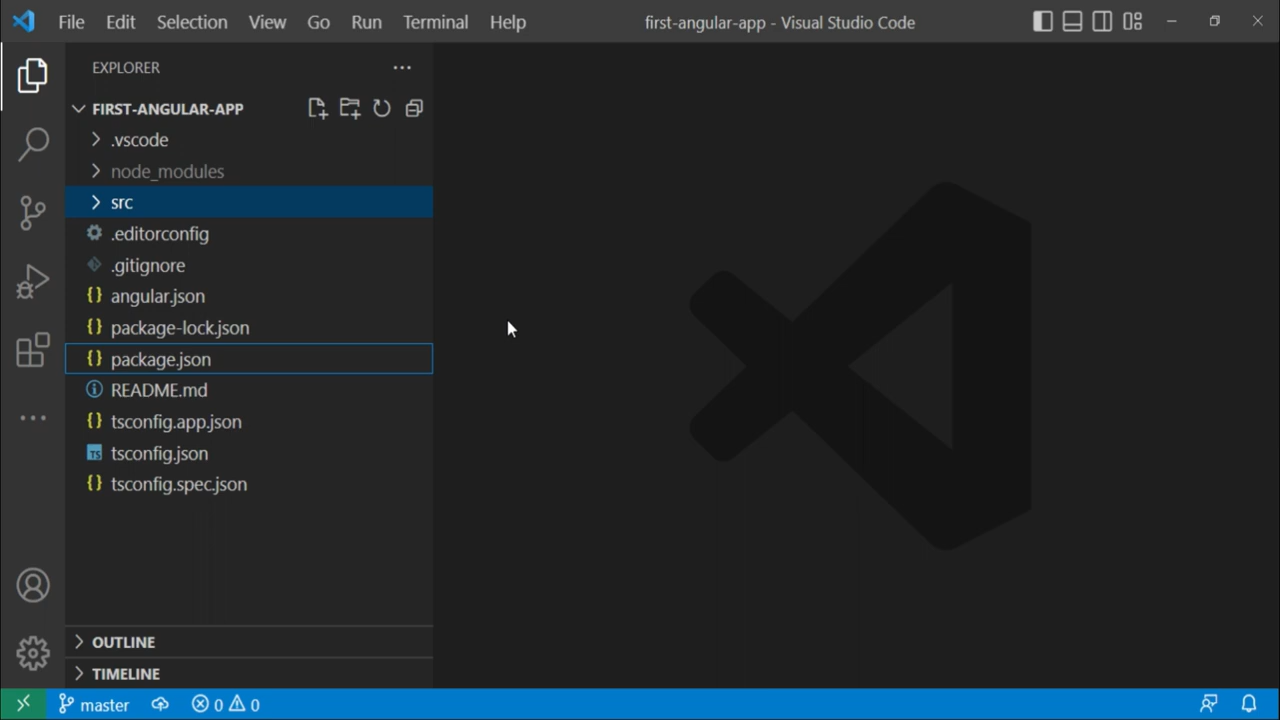 File Edit Selection View Go Run Terminal Help first-angular-app - Visual Studio Code
EXPLORER
FIRST-ANGULAR-APP
.vscode
node_modules
src
.editorconfig
.gitignore
angular.json
package-lock.json
package.json
README.md
tsconfig.app.json
TS tsconfig.json
tsconfig.spec.json
OUTLINE
TIMELINE
master 0 0